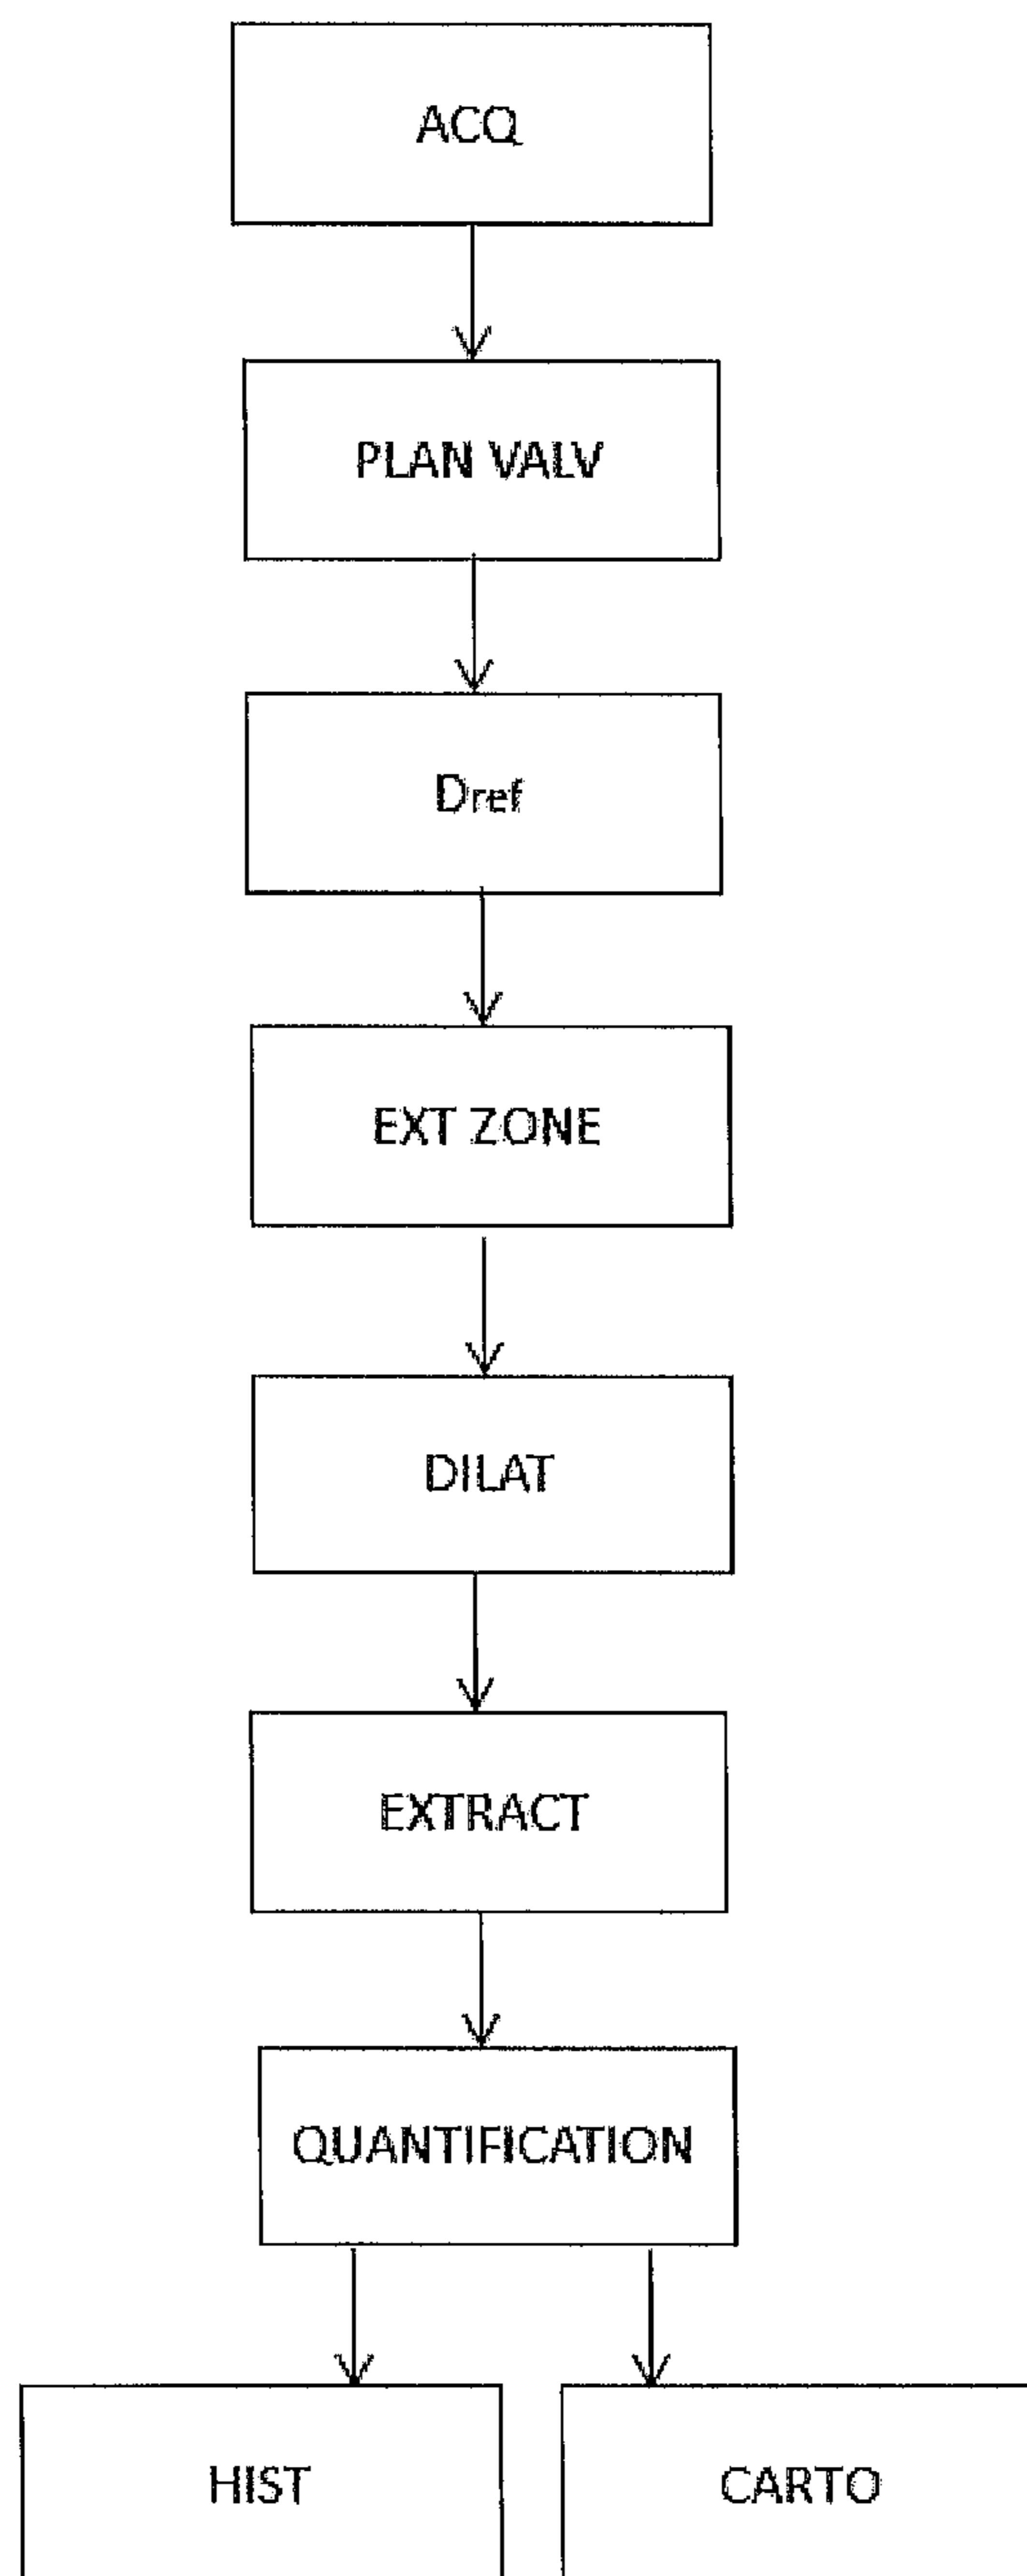 ACQ
PLAN VALV
Dref
EXT ZONE
DILAT
EXTRACT
QUANTIFICATION
HIST
CARTO